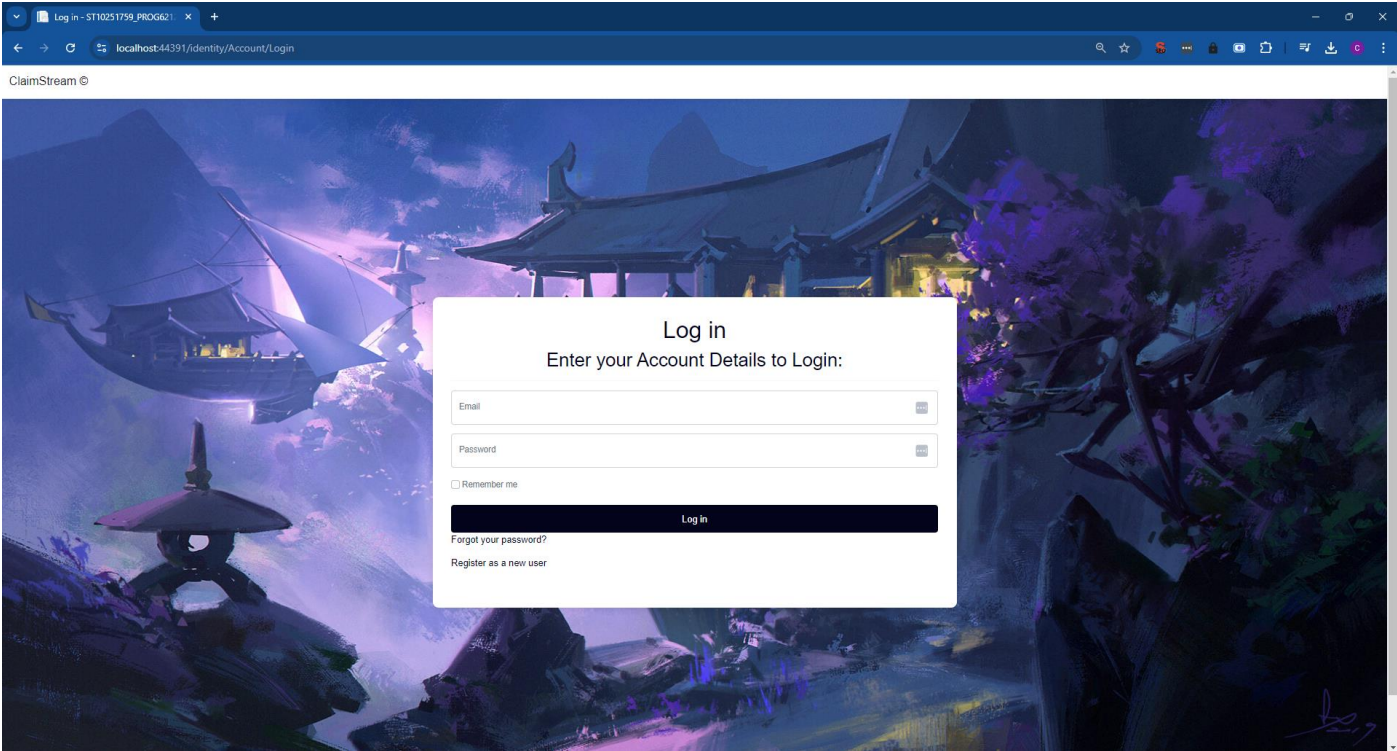 Log in - ST10251759_PROG621
localhost:44391/identity/Account/Login
ClaimStream ©
Log in
Enter your Account Details to Login:
Email
Password
Remember me
Log in
Forgot your password?
Register as a new user